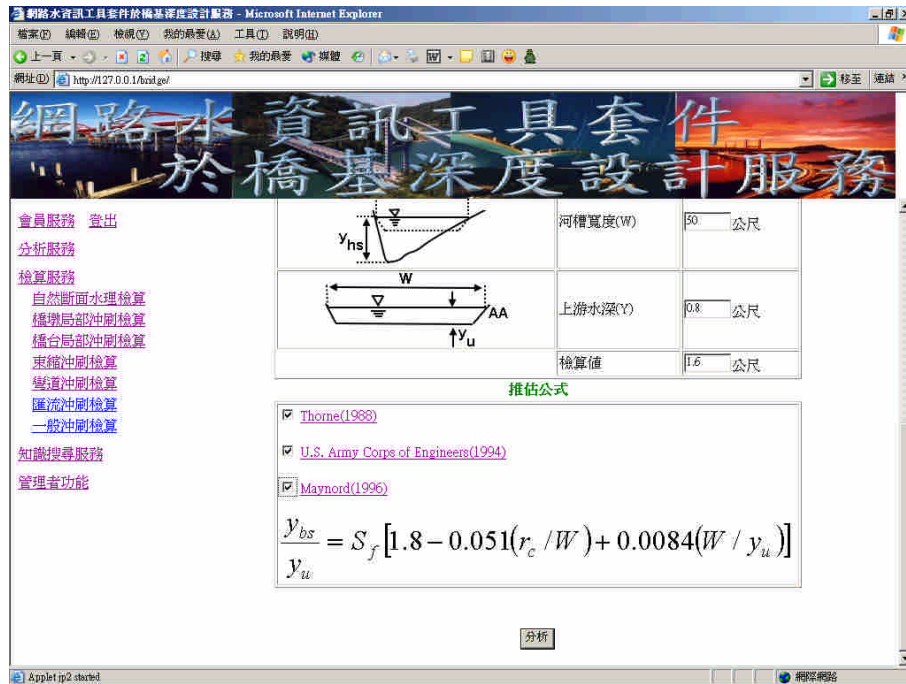 網路水資訊工具套件於橋基深度設計服務 - Microsoft Internet Explorer
檔案(F) 編輯(E) 檢視(V) 我的最愛(A) 工具(T) 說明(H)
上一頁 搜尋 我的最愛 媒體
網址(D) http://127.0.0.1/bridge/ 移至 連結
網路水資訊工具套件
於橋基深度設計服務
會員服務 登出
分析服務
檢算服務
自然斷面水理檢算
橋墩局部沖刷檢算
橋台局部沖刷檢算
束縮沖刷檢算
彎道沖刷檢算
匯流沖刷檢算
一般沖刷檢算
知識搜尋服務
管理者功能
y_hs
河槽寬度(W) 50 公尺
W
AA
y_u
上游水深(Y) 0.8 公尺
檢算值 1.6 公尺
推估公式
Thorne(1988)
U.S. Army Corps of Engineers(1994)
Maynord(1996)
y_bs / y_u = S_f [1.8 − 0.051(r_c / W) + 0.0084(W / y_u)]
分析
Applet jp2 started 網際網路